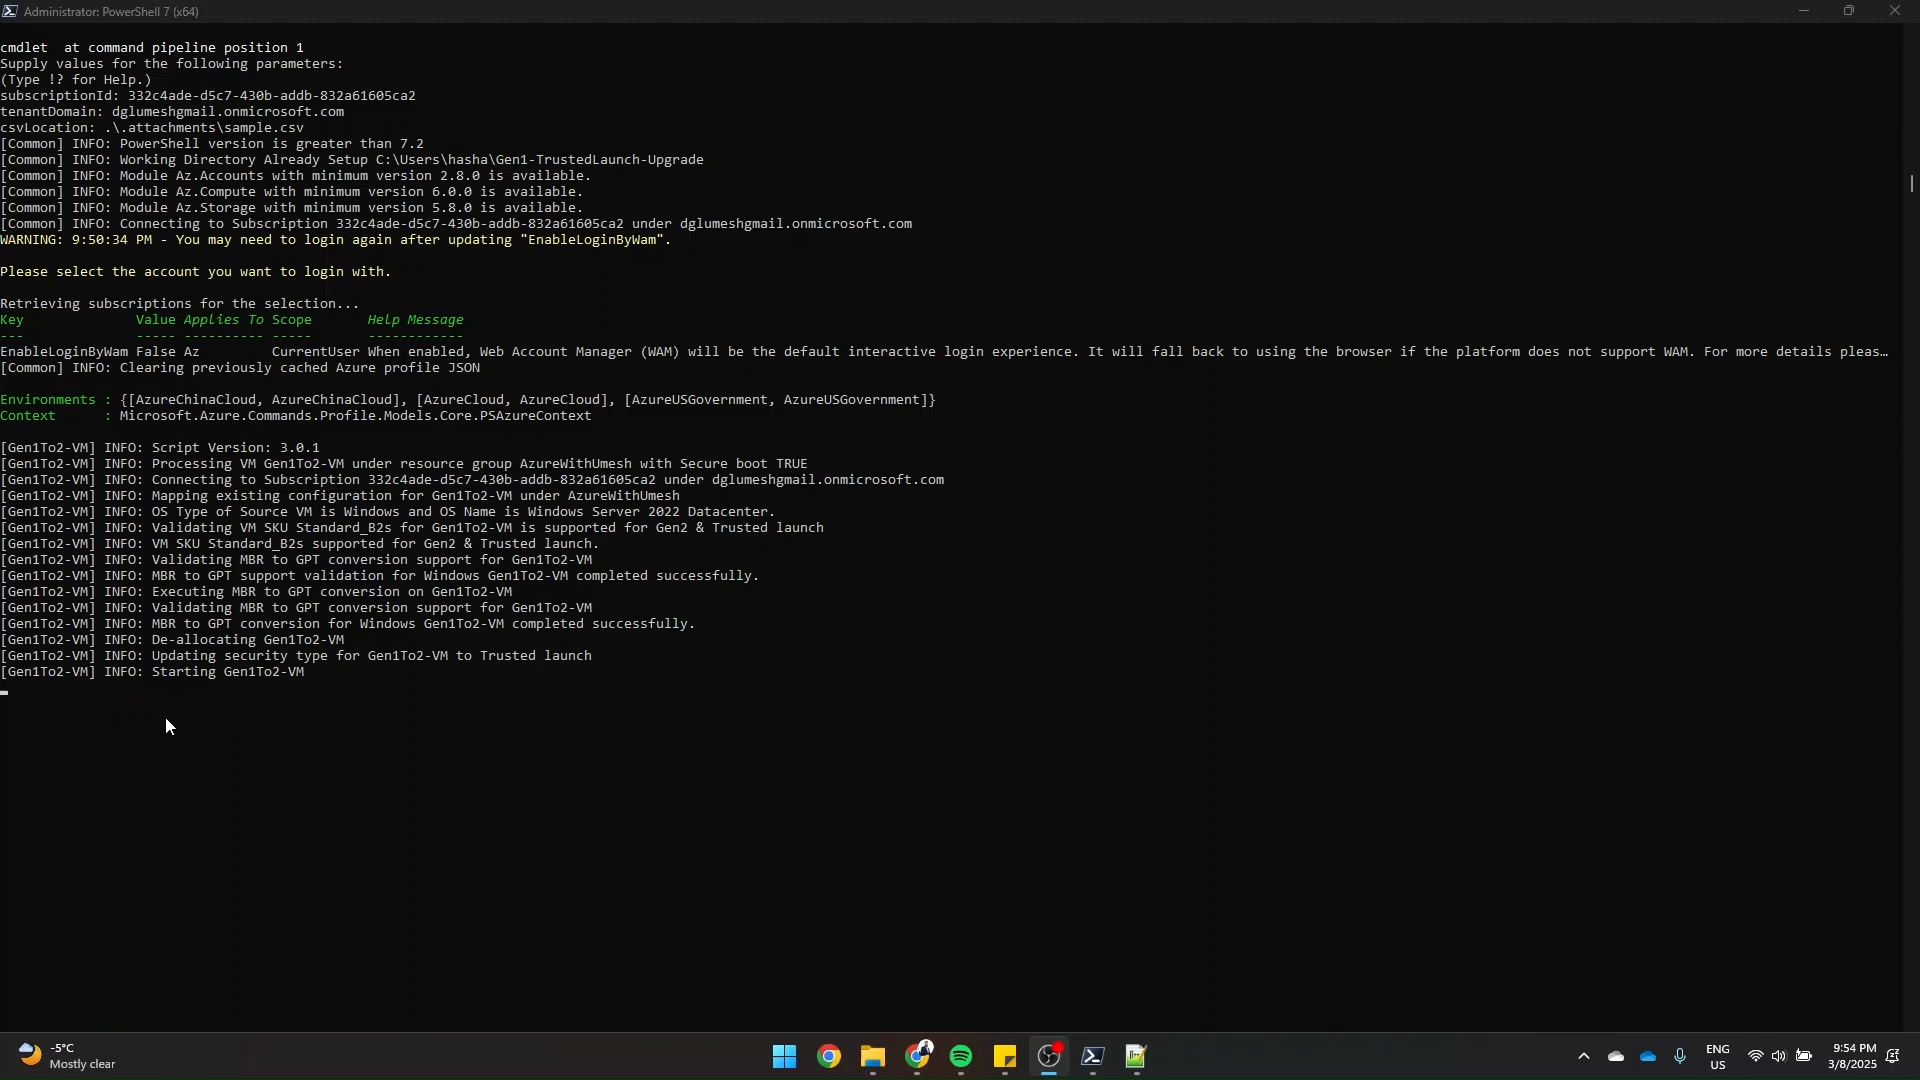 Administrator: PowerShell 7 (x64)
cmdlet  at command pipeline position 1
Supply values for the following parameters:
(Type !? for Help.)
subscriptionId: 332c4ade-d5c7-430b-addb-832a61605ca2
tenantDomain: dglumeshgmail.onmicrosoft.com
csvLocation: .\.attachments\sample.csv
[Common] INFO: PowerShell version is greater than 7.2
[Common] INFO: Working Directory Already Setup C:\Users\hasha\Gen1-TrustedLaunch-Upgrade
[Common] INFO: Module Az.Accounts with minimum version 2.8.0 is available.
[Common] INFO: Module Az.Compute with minimum version 6.0.0 is available.
[Common] INFO: Module Az.Storage with minimum version 5.8.0 is available.
[Common] INFO: Connecting to Subscription 332c4ade-d5c7-430b-addb-832a61605ca2 under dglumeshgmail.onmicrosoft.com
WARNING: 9:50:34 PM - You may need to login again after updating "EnableLoginByWam".
Please select the account you want to login with.
Retrieving subscriptions for the selection...
Key              Value Applies To Scope       Help Message
---              ----- ---------- -----       ------------
EnableLoginByWam False Az         CurrentUser When enabled, Web Account Manager (WAM) will be the default interactive login experience. It will fall back to using the browser if the platform does not support WAM. For more details pleas…
[Common] INFO: Clearing previously cached Azure profile JSON
Environments : {[AzureChinaCloud, AzureChinaCloud], [AzureCloud, AzureCloud], [AzureUSGovernment, AzureUSGovernment]}
Context      : Microsoft.Azure.Commands.Profile.Models.Core.PSAzureContext
[Gen1To2-VM] INFO: Script Version: 3.0.1
[Gen1To2-VM] INFO: Processing VM Gen1To2-VM under resource group AzureWithUmesh with Secure boot TRUE
[Gen1To2-VM] INFO: Connecting to Subscription 332c4ade-d5c7-430b-addb-832a61605ca2 under dglumeshgmail.onmicrosoft.com
[Gen1To2-VM] INFO: Mapping existing configuration for Gen1To2-VM under AzureWithUmesh
[Gen1To2-VM] INFO: OS Type of Source VM is Windows and OS Name is Windows Server 2022 Datacenter.
[Gen1To2-VM] INFO: Validating VM SKU Standard_B2s for Gen1To2-VM is supported for Gen2 & Trusted launch
[Gen1To2-VM] INFO: VM SKU Standard_B2s supported for Gen2 & Trusted launch.
[Gen1To2-VM] INFO: Validating MBR to GPT conversion support for Gen1To2-VM
[Gen1To2-VM] INFO: MBR to GPT support validation for Windows Gen1To2-VM completed successfully.
[Gen1To2-VM] INFO: Executing MBR to GPT conversion on Gen1To2-VM
[Gen1To2-VM] INFO: Validating MBR to GPT conversion support for Gen1To2-VM
[Gen1To2-VM] INFO: MBR to GPT conversion for Windows Gen1To2-VM completed successfully.
[Gen1To2-VM] INFO: De-allocating Gen1To2-VM
[Gen1To2-VM] INFO: Updating security type for Gen1To2-VM to Trusted launch
[Gen1To2-VM] INFO: Starting Gen1To2-VM
-5°C
Mostly clear
ENG
US
9:54 PM
3/8/2025